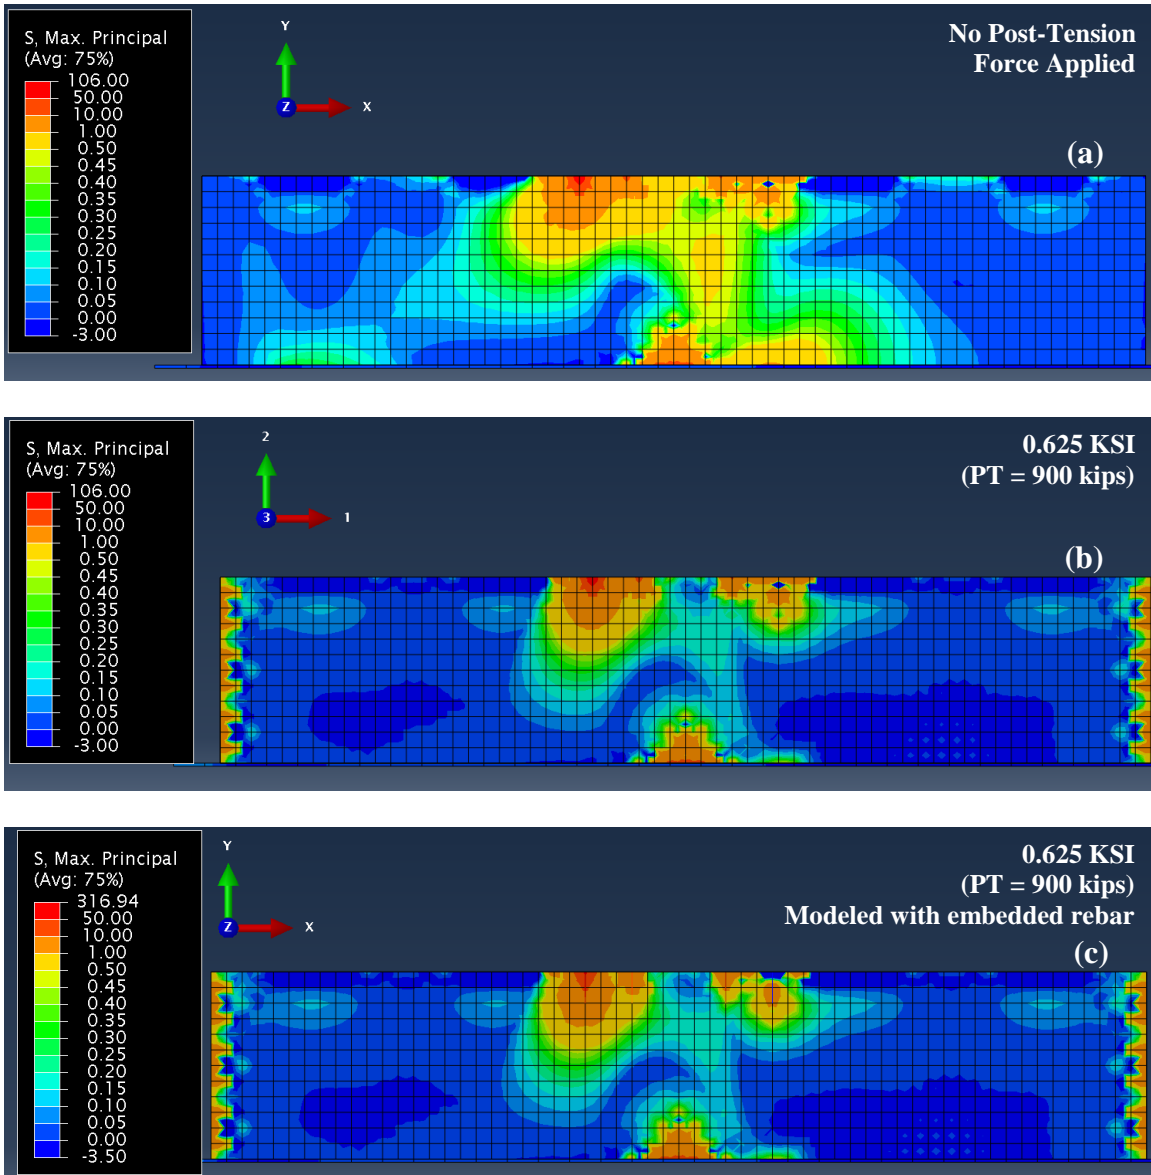 S, Max. Principal
(Avg: 75%)
106.00
50.00
10.00
1.00
0.50
0.45
0.40
0.35
0.30
0.25
0.20
0.15
0.10
0.05
0.00
-3.00
Y
Z
X
No Post-Tension
Force Applied
(a)
S, Max. Principal
(Avg: 75%)
106.00
50.00
10.00
1.00
0.50
0.45
0.40
0.35
0.30
0.25
0.20
0.15
0.10
0.05
0.00
-3.00
2
3
1
0.625 KSI
(PT = 900 kips)
(b)
S, Max. Principal
(Avg: 75%)
316.94
50.00
10.00
1.00
0.50
0.45
0.40
0.35
0.30
0.25
0.20
0.15
0.10
0.05
0.00
-3.50
Y
Z
X
0.625 KSI
(PT = 900 kips)
Modeled with embedded rebar
(c)